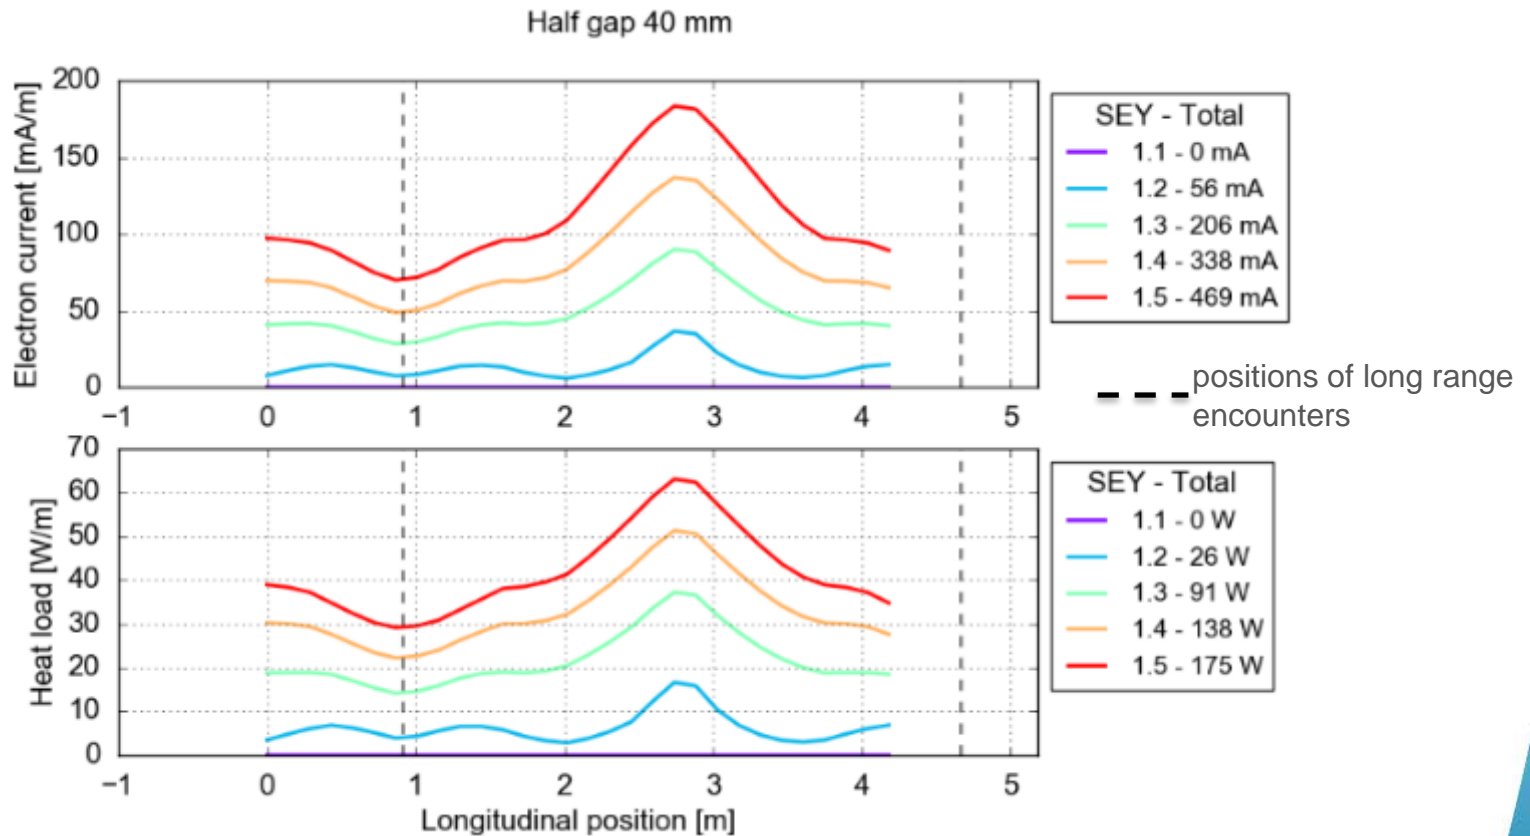 Half gap 40 mm
Electron current [mA/m]
200
150
100
50
0
−1 0 1 2 3 4 5
SEY - Total
1.1 - 0 mA
1.2 - 56 mA
1.3 - 206 mA
1.4 - 338 mA
1.5 - 469 mA
positions of long range
encounters
Heat load [W/m]
70
60
50
40
30
20
10
0
−1 0 1 2 3 4 5
Longitudinal position [m]
SEY - Total
1.1 - 0 W
1.2 - 26 W
1.3 - 91 W
1.4 - 138 W
1.5 - 175 W